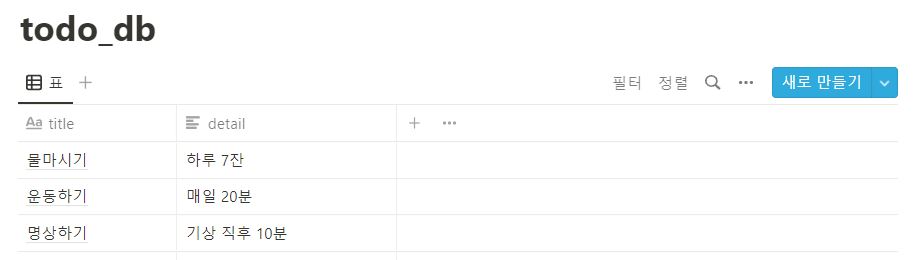 todo_db
표
필터 정렬 새로 만들기
Aa title detail
물마시기 하루 7잔
운동하기 매일 20분
명상하기 기상 직후 10분